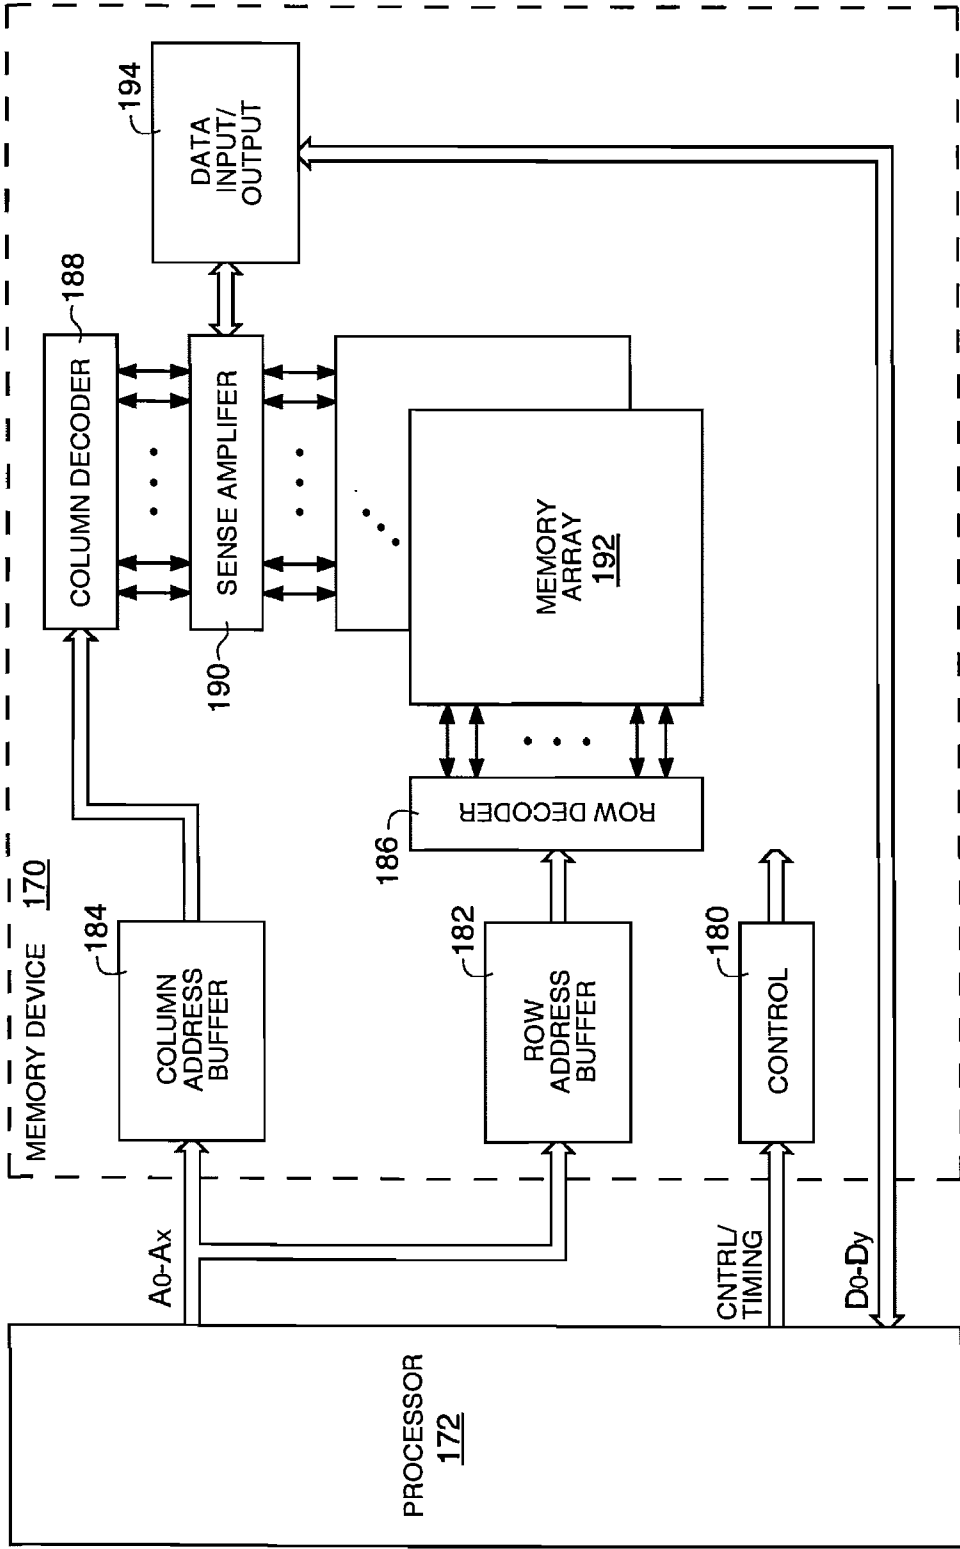 MEMORY DEVICE 170
PROCESSOR
172
A0-Ax
CNTRL/
TIMING
D0-Dy
184
COLUMN
ADDRESS
BUFFER
182
ROW
ADDRESS
BUFFER
180
CONTROL
186
ROW DECODER
188
COLUMN DECODER
190
SENSE AMPLIFER
MEMORY
ARRAY
192
194
DATA
INPUT/
OUTPUT